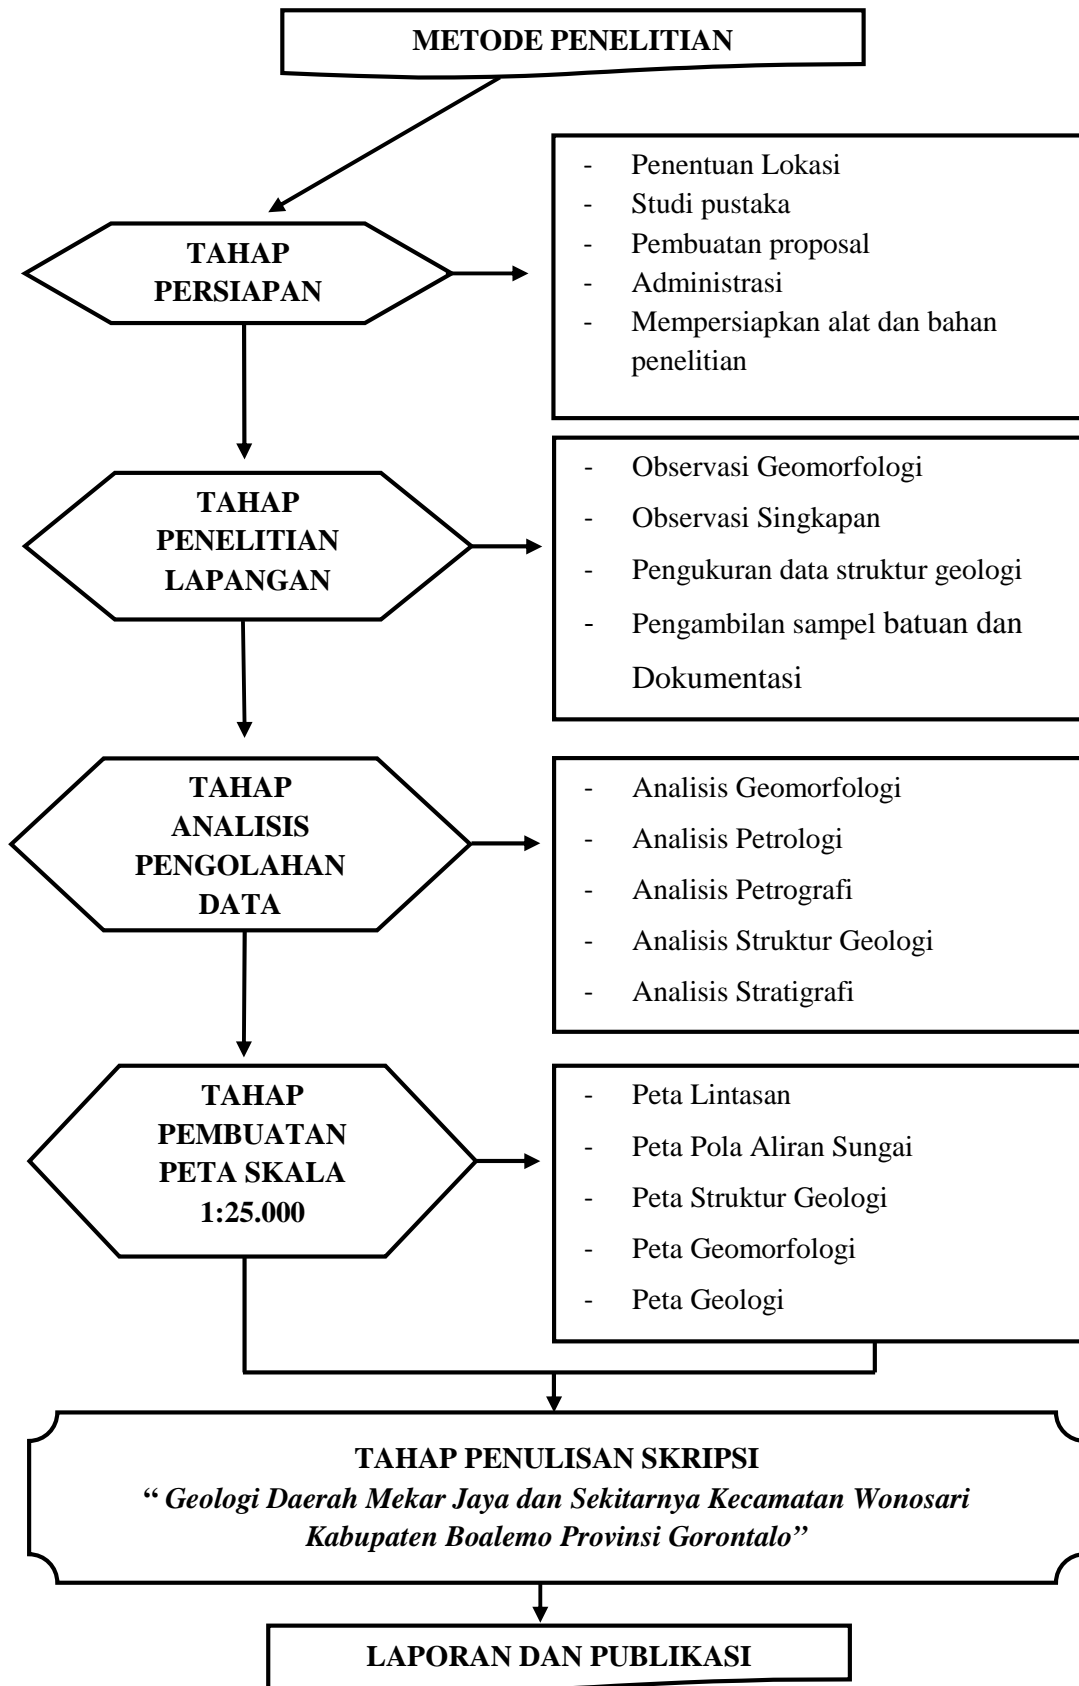 METODE PENELITIAN
TAHAP
PERSIAPAN
- Penentuan Lokasi
- Studi pustaka
- Pembuatan proposal
- Administrasi
- Mempersiapkan alat dan bahan
penelitian
TAHAP
PENELITIAN
LAPANGAN
- Observasi Geomorfologi
- Observasi Singkapan
- Pengukuran data struktur geologi
- Pengambilan sampel batuan dan
Dokumentasi
TAHAP
ANALISIS
PENGOLAHAN
DATA
- Analisis Geomorfologi
- Analisis Petrologi
- Analisis Petrografi
- Analisis Struktur Geologi
- Analisis Stratigrafi
TAHAP
PEMBUATAN
PETA SKALA
1:25.000
- Peta Lintasan
- Peta Pola Aliran Sungai
- Peta Struktur Geologi
- Peta Geomorfologi
- Peta Geologi
TAHAP PENULISAN SKRIPSI
“ Geologi Daerah Mekar Jaya dan Sekitarnya Kecamatan Wonosari
Kabupaten Boalemo Provinsi Gorontalo”
LAPORAN DAN PUBLIKASI